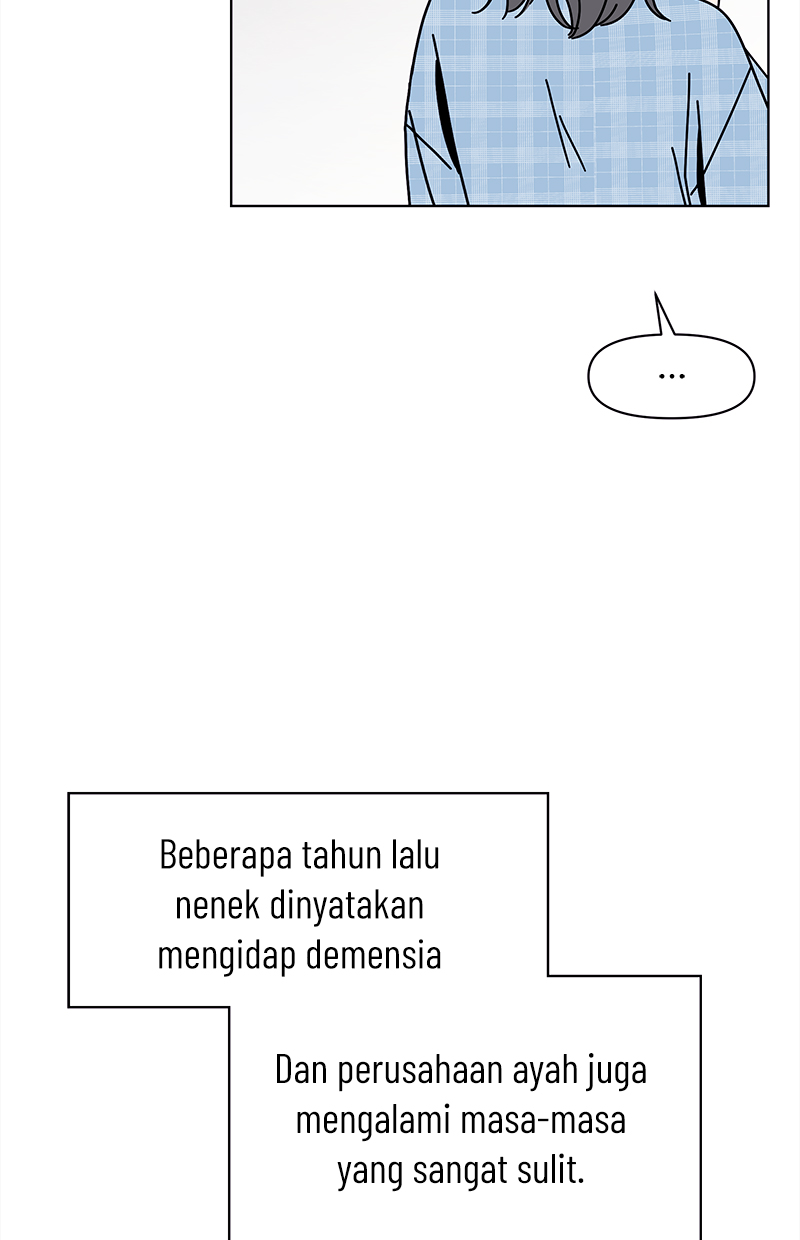 ...
Beberapa tahun lalu
nenek dinyatakan
mengidap demensia
Dan perusahaan ayah juga
mengalami masa-masa
yang sangat sulit.